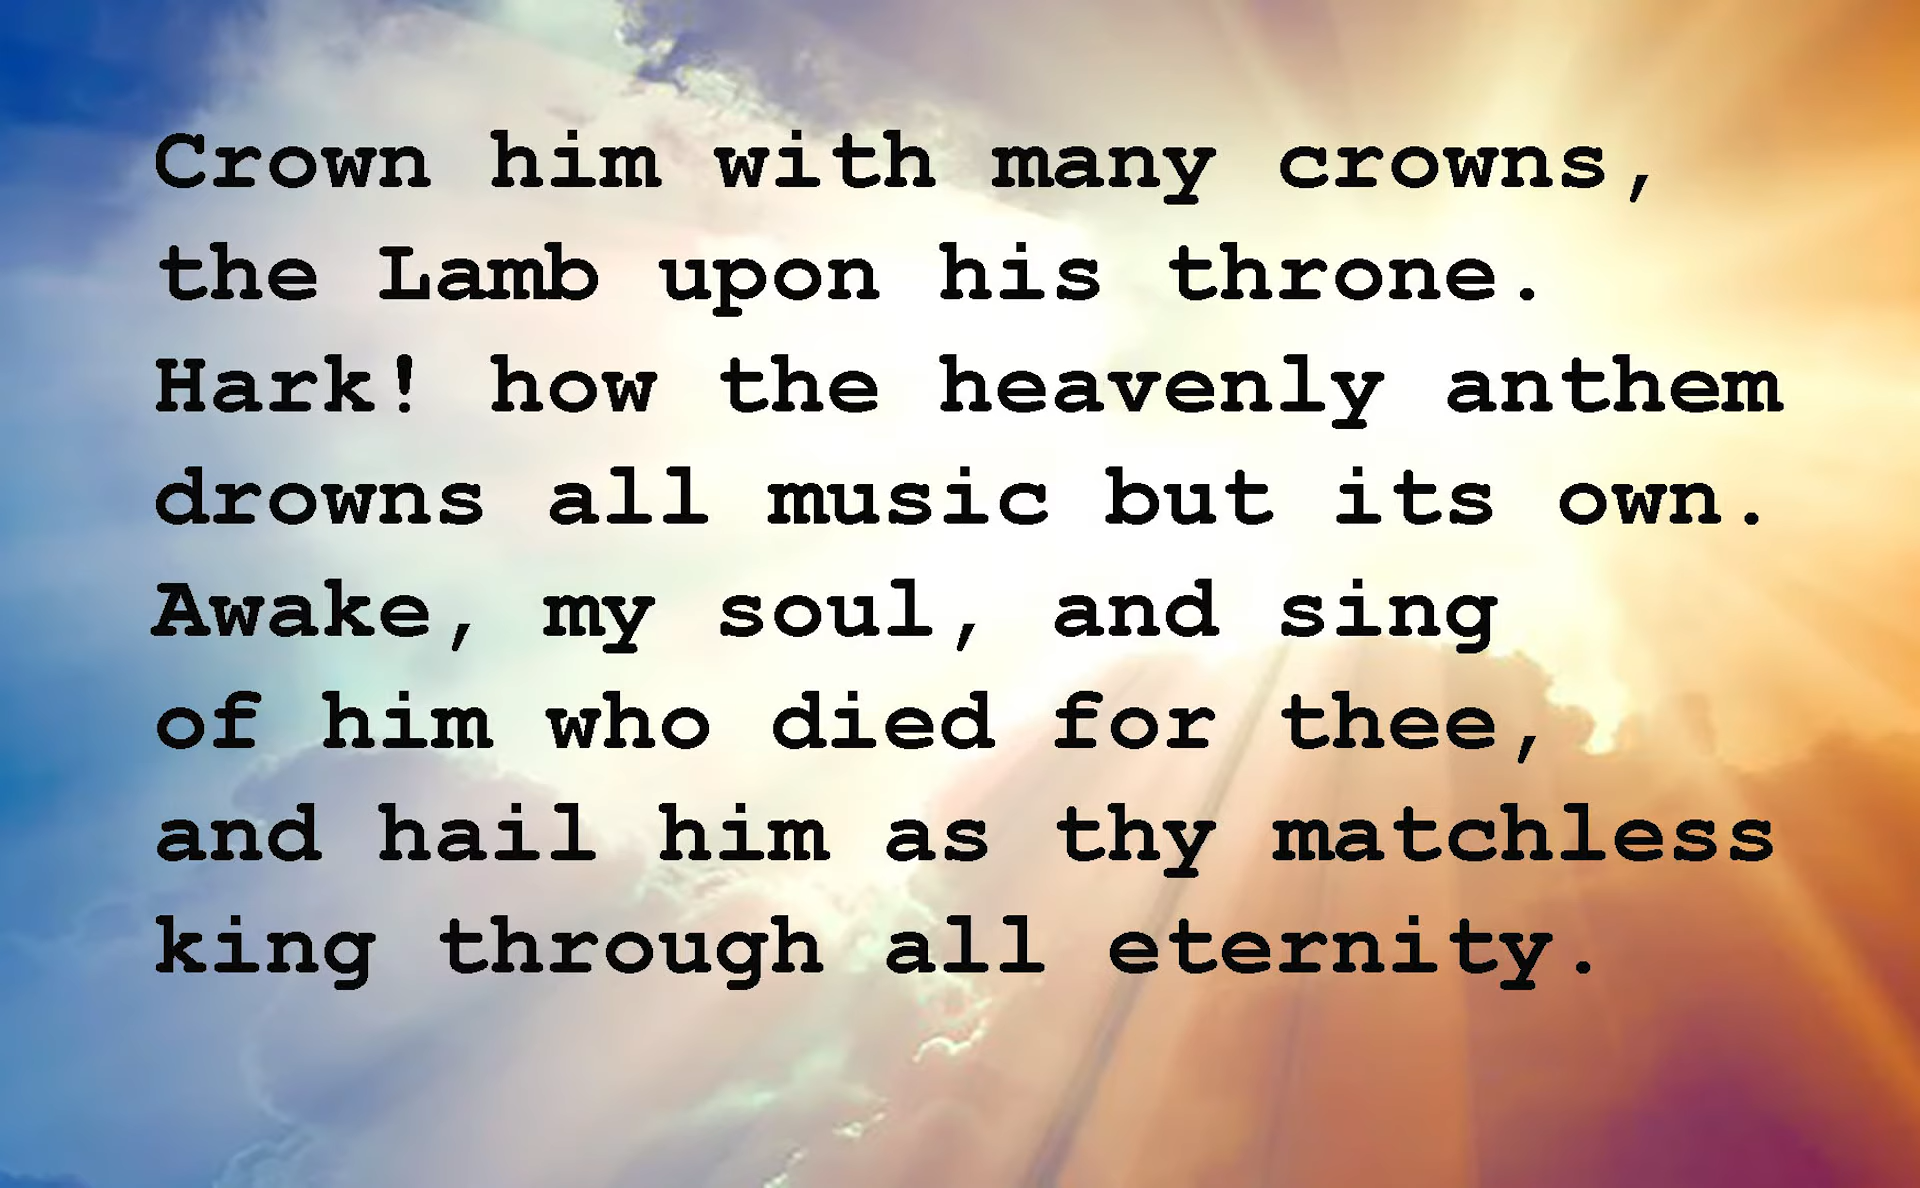 Crown him with many crowns,
the Lamb upon his throne.
Hark! how the heavenly anthem
drowns all music but its own.
Awake, my soul, and sing
of him who died for thee,
and hail him as thy matchless
king through all eternity.